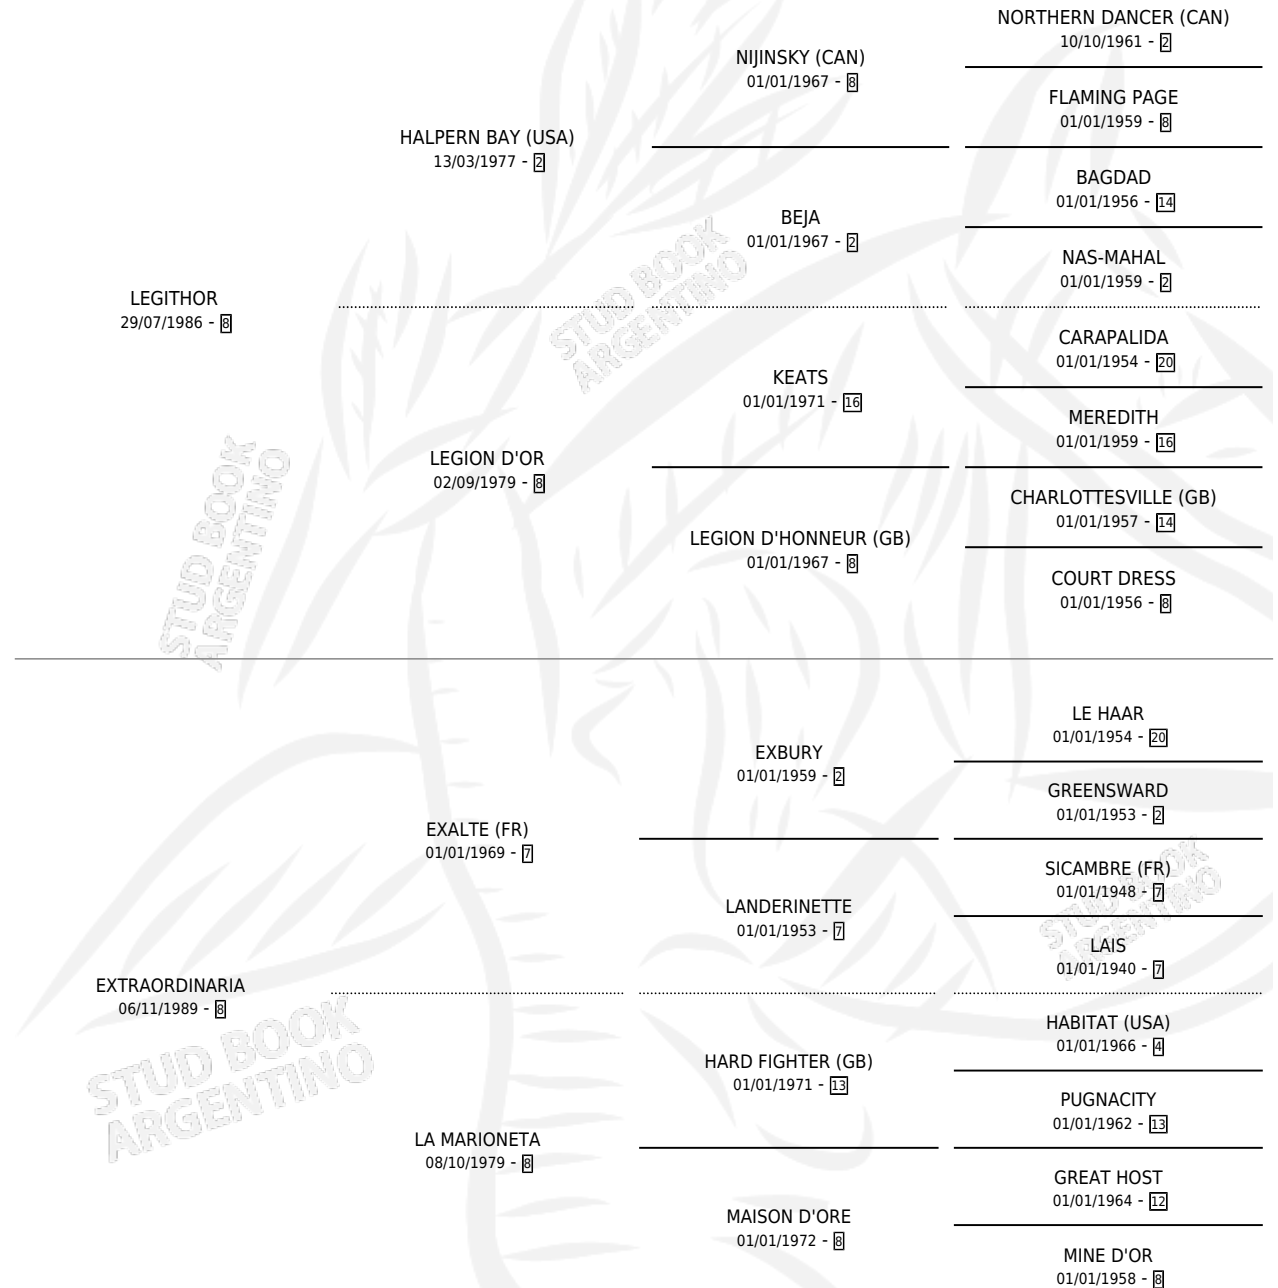 NORTHERN DANCER (CAN)
10/10/1961 - 2
NIJINSKY (CAN)
01/01/1967 - 8
FLAMING PAGE
01/01/1959 - 8
HALPERN BAY (USA)
13/03/1977 - 2
BAGDAD
01/01/1956 - 14
BEJA
01/01/1967 - 2
NAS-MAHAL
01/01/1959 - 2
LEGITHOR
29/07/1986 - 8
STUD BOOK
ARGENTINO
CARAPALIDA
01/01/1954 - 20
KEATS
01/01/1971 - 16
MEREDITH
01/01/1959 - 16
LEGION D'OR
02/09/1979 - 8
CHARLOTTESVILLE (GB)
01/01/1957 - 14
LEGION D'HONNEUR (GB)
01/01/1967 - 8
COURT DRESS
01/01/1956 - 8
STUD BOOK
ARGENTINO
LE HAAR
01/01/1954 - 20
EXBURY
01/01/1959 - 2
GREENSWARD
01/01/1953 - 2
EXALTE (FR)
01/01/1969 - 7
SICAMBRE (FR)
01/01/1948 - 7
LANDERINETTE
01/01/1953 - 7
STUD BOOK
ARGENTINO
LAIS
01/01/1940 - 7
EXTRAORDINARIA
06/11/1989 - 8
HABITAT (USA)
01/01/1966 - 4
HARD FIGHTER (GB)
01/01/1971 - 13
STUD BOOK
ARGENTINO
PUGNACITY
01/01/1962 - 13
LA MARIONETA
08/10/1979 - 8
GREAT HOST
01/01/1964 - 12
MAISON D'ORE
01/01/1972 - 8
MINE D'OR
01/01/1958 - 8